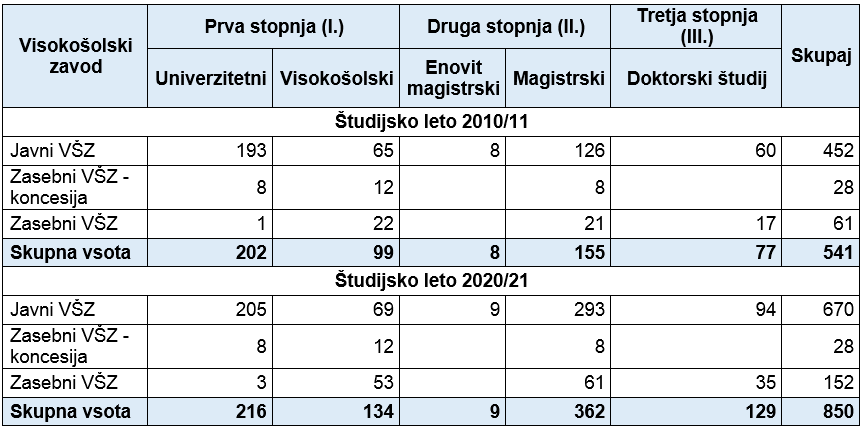 Visokošolski zavod Prva stopnja (I.) Druga stopnja (II.) Tretja stopnja (III.) Skupaj
Univerzitetni Visokošolski Enovit magistrski Magistrski Doktorski študij
Študijsko leto 2010/11
Javni VŠZ 193 65 8 126 60 452
Zasebni VŠZ - koncesija 8 12 8 28
Zasebni VŠZ 1 22 21 17 61
Skupna vsota 202 99 8 155 77 541
Študijsko leto 2020/21
Javni VŠZ 205 69 9 293 94 670
Zasebni VŠZ - koncesija 8 12 8 28
Zasebni VŠZ 3 53 61 35 152
Skupna vsota 216 134 9 362 129 850